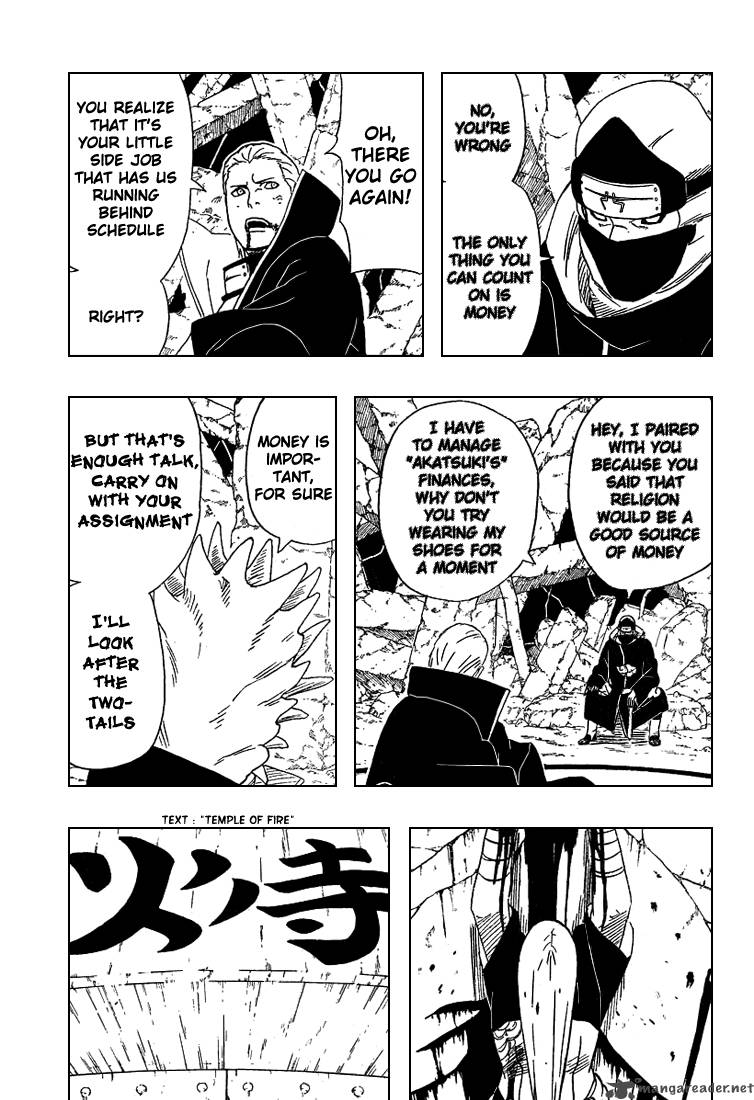 NO,
YOU'RE
WRONG
THE ONLY
THING YOU
CAN COUNT
ON IS
MONEY
OH,
THERE
YOU GO
AGAIN!
YOU REALIZE
THAT IT'S
YOUR LITTLE
SIDE JOB
THAT HAS US
RUNNING
BEHIND
SCHEDULE
RIGHT?
HEY, I PAIRED
WITH YOU
BECAUSE YOU
SAID THAT
RELIGION
WOULD BE A
GOOD SOURCE
OF MONEY
I HAVE
TO MANAGE
"AKATSUKI'S"
FINANCES,
WHY DON'T
YOU TRY
WEARING MY
SHOES FOR
A MOMENT
MONEY IS
IMPOR-
TANT,
FOR SURE
BUT THAT'S
ENOUGH TALK,
CARRY ON
WITH YOUR
ASSIGNMENT
I'LL
LOOK
AFTER
THE
TWO-
TAILS
TEXT : "TEMPLE OF FIRE"
火ノ寺
mangareader.net